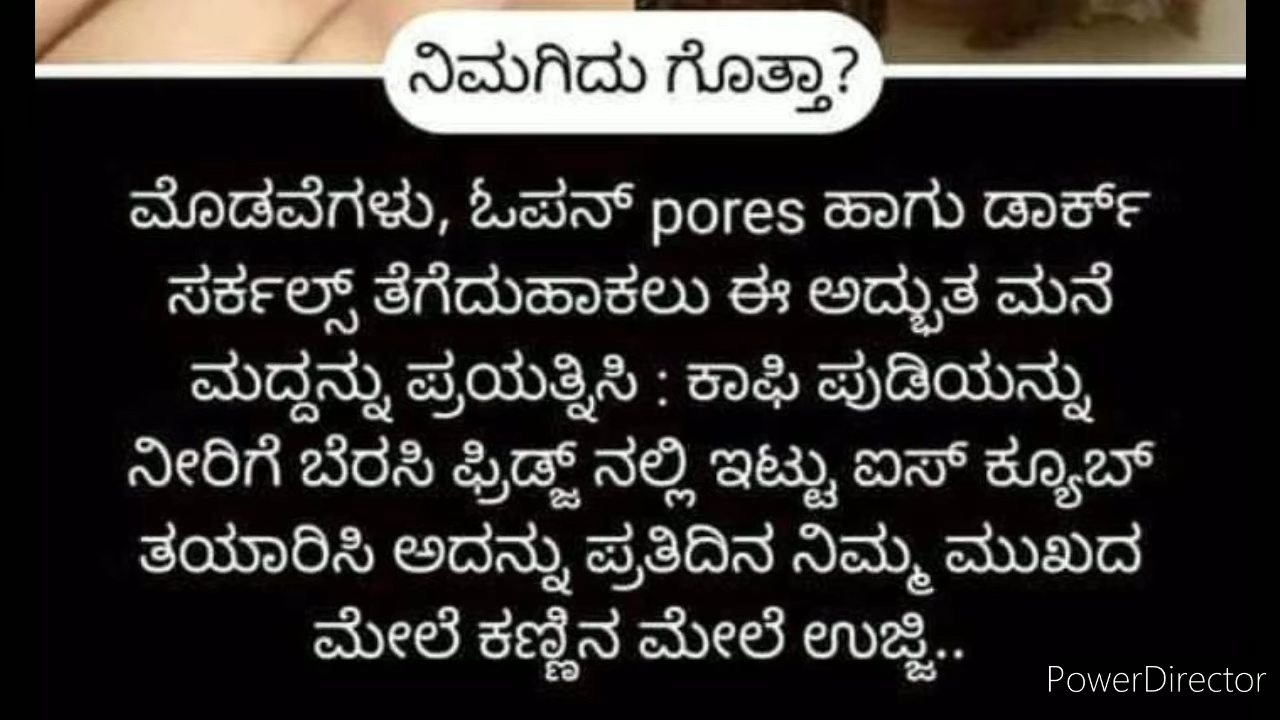 ನಿಮಗಿದು ಗೊತ್ತಾ?
ಮೊಡವೆಗಳು, ಓಪನ್ pores ಹಾಗು ಡಾರ್ಕ್
ಸರ್ಕಲ್ಸ್ ತೆಗೆದುಹಾಕಲು ಈ ಅದ್ಭುತ ಮನೆ
ಮದ್ದನ್ನು ಪ್ರಯತ್ನಿಸಿ : ಕಾಫಿ ಪುಡಿಯನ್ನು
ನೀರಿಗೆ ಬೆರಸಿ ಫ್ರಿಡ್ಜ್ ನಲ್ಲಿ ಇಟ್ಟು ಐಸ್ ಕ್ಯೂಬ್
ತಯಾರಿಸಿ ಅದನ್ನು ಪ್ರತಿದಿನ ನಿಮ್ಮ ಮುಖದ
ಮೇಲೆ ಕಣ್ಣಿನ ಮೇಲೆ ಉಜ್ಜಿ..
PowerDirector